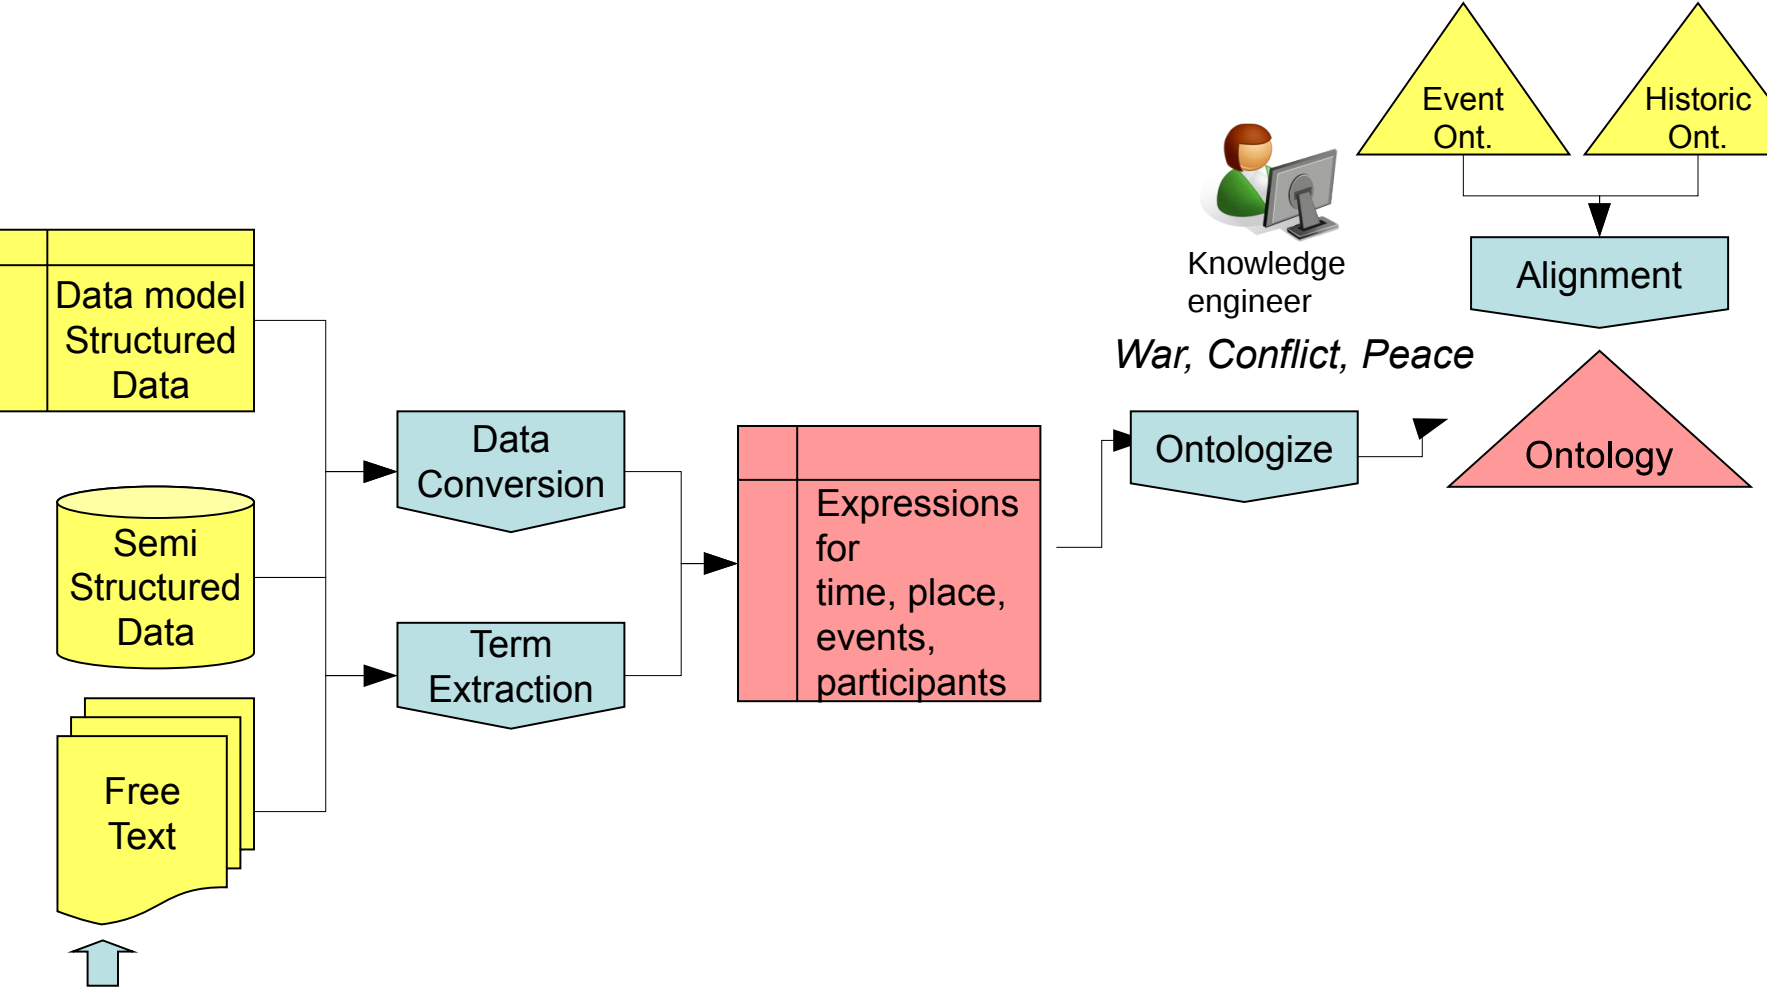 Event
Ont.
Historic
Ont.
Knowledge
engineer
Alignment
War, Conflict, Peace
Data model
Structured
Data
Data
Conversion
Ontologize
Ontology
Semi
Structured
Data
Expressions
for
time, place,
events,
participants
Term
Extraction
Free
Text